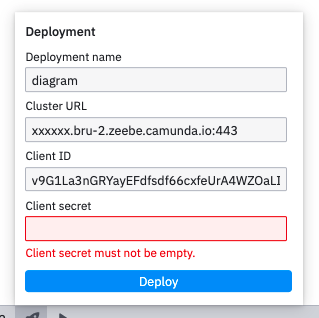 Deployment
Deployment name
diagram
Cluster URL
xxxxxx.bru-2.zeebe.camunda.io:443
Client ID
v9G1La3nGRYayEFdfsdf66cxfeUrA4WZOaLI
Client secret
Client secret must not be empty.
Deploy